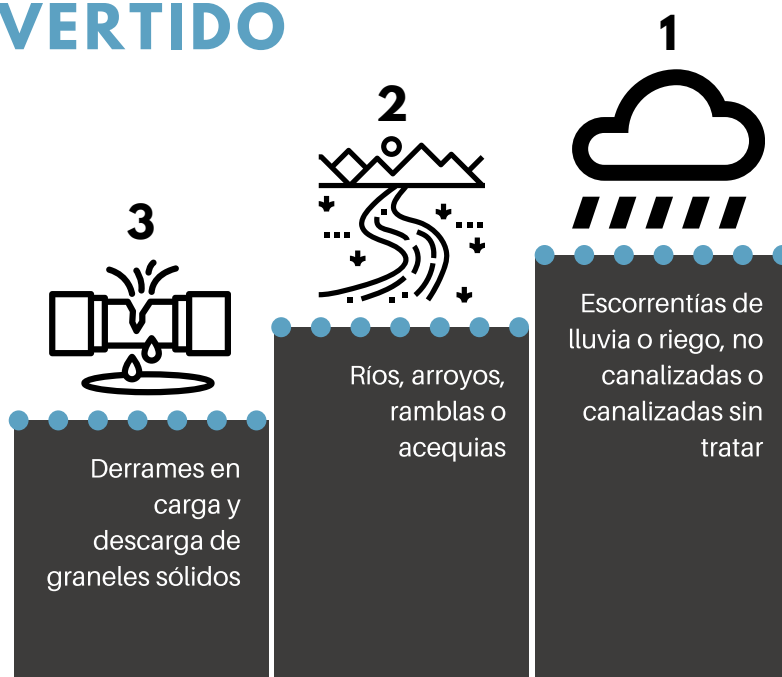 VERTIDO
3
Derrames en
carga y
descarga de
graneles sólidos
2
Ríos, arroyos,
ramblas o
acequias
1
Escorrentías de
lluvia o riego, no
canalizadas o
canalizadas sin
tratar